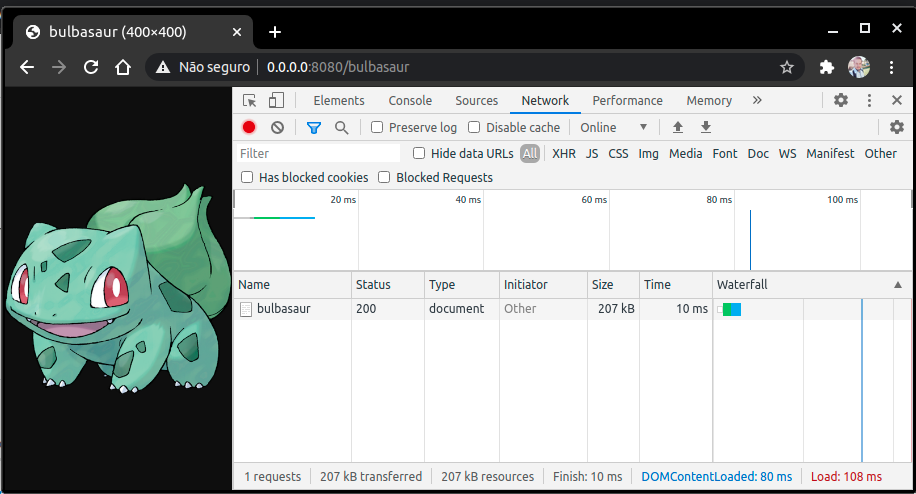 bulbasaur (400×400)
Não seguro 0.0.0.0:8080/bulbasaur
Elements Console Sources Network Performance Memory
Preserve log Disable cache Online
Filter Hide data URLs All XHR JS CSS Img Media Font Doc WS Manifest Other
Has blocked cookies Blocked Requests
20 ms 40 ms 60 ms 80 ms 100 ms
Name Status Type Initiator Size Time Waterfall
bulbasaur 200 document Other 207 kB 10 ms
1 requests 207 kB transferred 207 kB resources Finish: 10 ms DOMContentLoaded: 80 ms Load: 108 ms